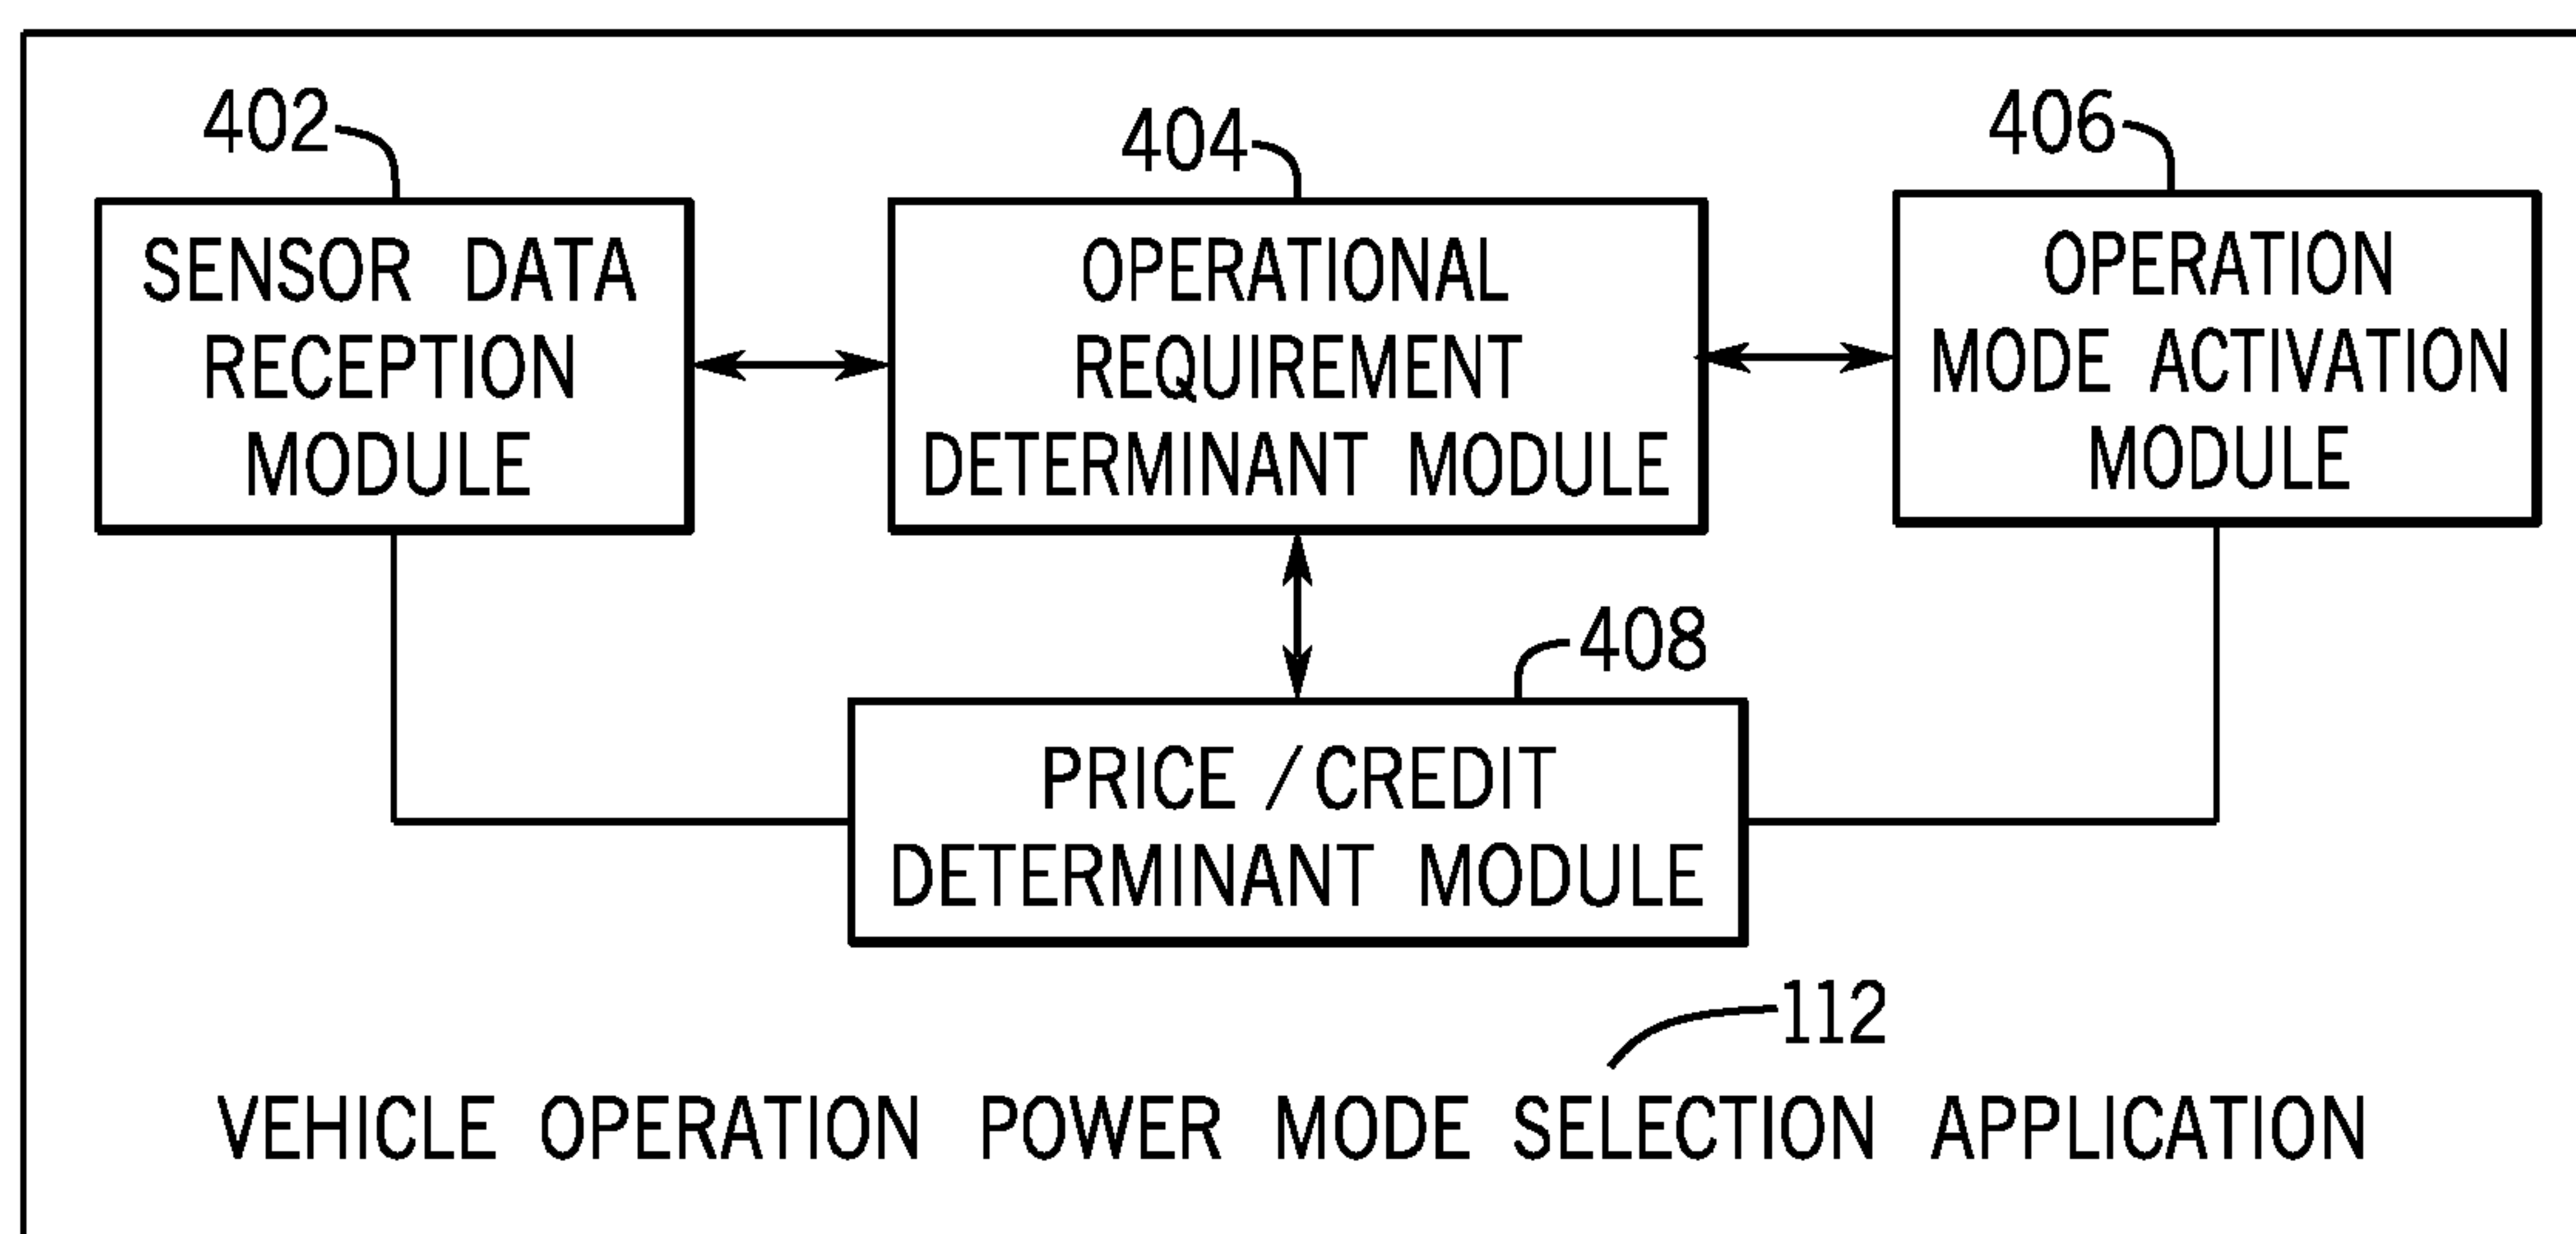 402
404
406
SENSOR DATA
RECEPTION
MODULE
OPERATIONAL
REQUIREMENT
DETERMINANT MODULE
OPERATION
MODE ACTIVATION
MODULE
408
PRICE / CREDIT
DETERMINANT MODULE
112
VEHICLE OPERATION POWER MODE SELECTION APPLICATION